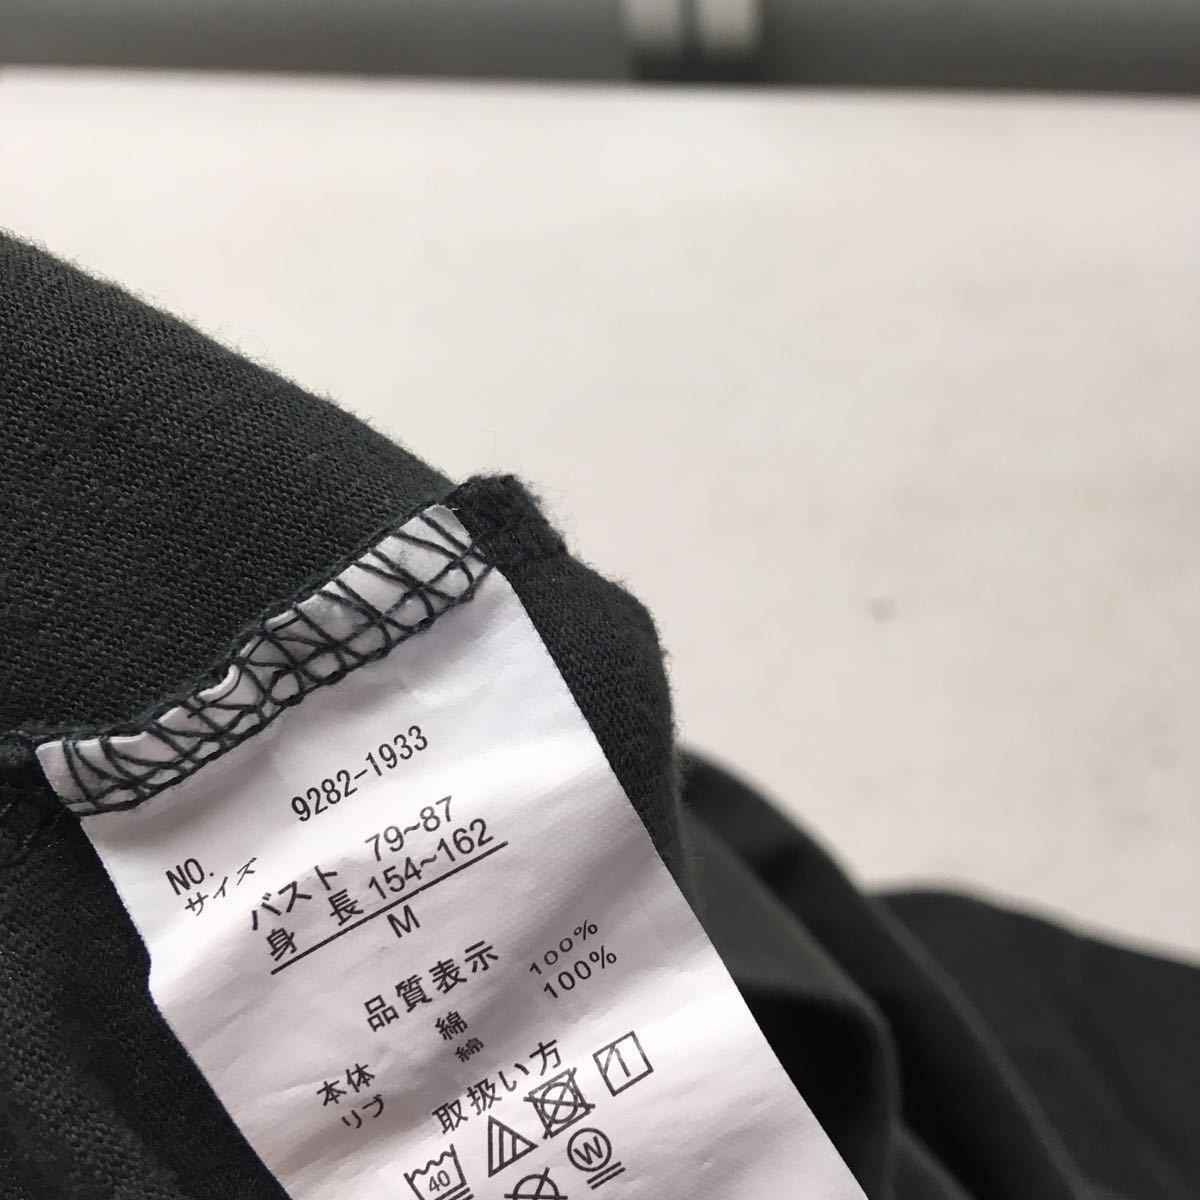 NO. 9282-1933
サイズ
バスト 79~87
身 長 154~162
M
品質表示
本体 綿 100%
リブ 綿 100%
取扱い方
40
W